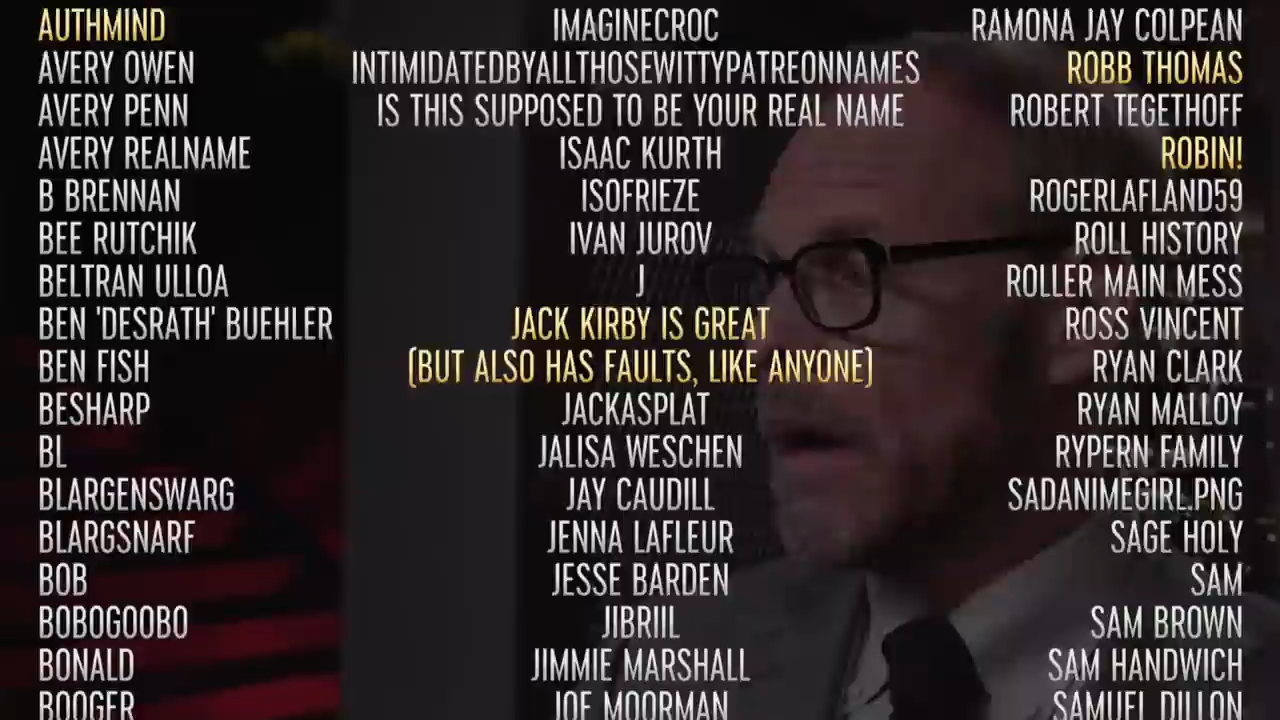 AUTHMIND
AVERY OWEN
AVERY PENN
AVERY REALNAME
B BRENNAN
BEE RUTCHIK
BELTRAN ULLOA
BEN 'DESRATH' BUEHLER
BEN FISH
BESHARP
BL
BLARGENSWARG
BLARGSNARF
BOB
BOBOGOOBO
BONALD
BOOGER
IMAGINECROC
INTIMIDATEDBYALLTHOSEWITTYPATREONNAMES
IS THIS SUPPOSED TO BE YOUR REAL NAME
ISAAC KURTH
ISOFRIEZE
IVAN JUROV
J
JACK KIRBY IS GREAT
(BUT ALSO HAS FAULTS, LIKE ANYONE)
JACKASPLAT
JALISA WESCHEN
JAY CAUDILL
JENNA LAFLEUR
JESSE BARDEN
JIBRIIL
JIMMIE MARSHALL
JOE MOORMAN
RAMONA JAY COLPEAN
ROBB THOMAS
ROBERT TEGETHOFF
ROBIN!
ROGERLAFLAND59
ROLL HISTORY
ROLLER MAIN MESS
ROSS VINCENT
RYAN CLARK
RYAN MALLOY
RYPERN FAMILY
SADANIMEGIRL.PNG
SAGE HOLY
SAM
SAM BROWN
SAM HANDWICH
SAMUEL DILLON